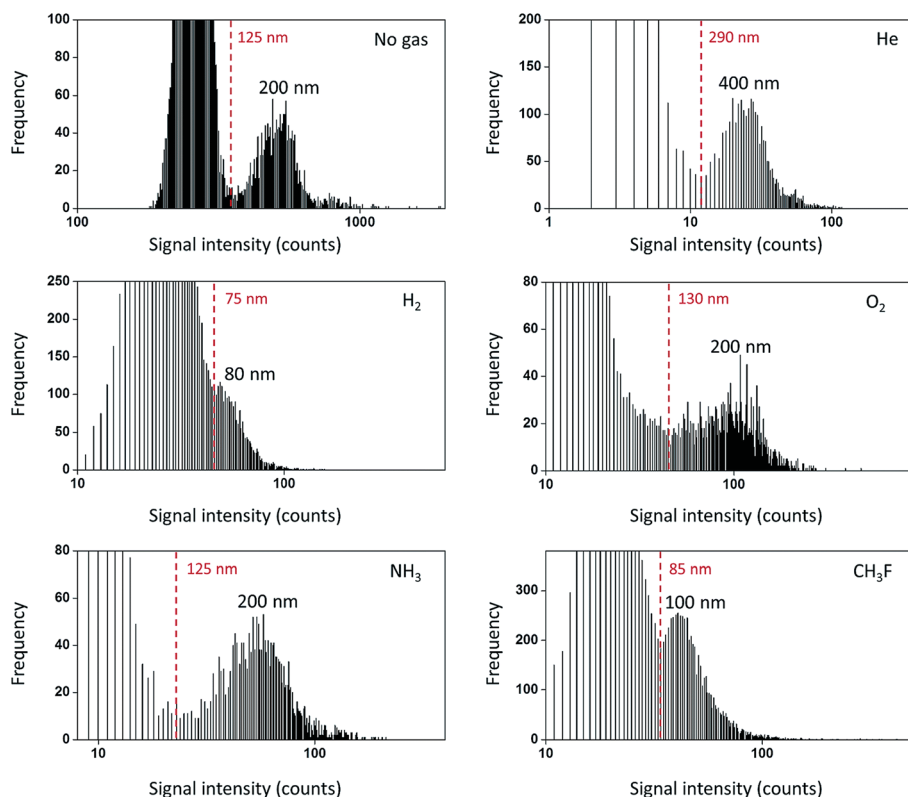 No gas
125 nm
200 nm
100
80
60
40
20
0
Frequency
100
1000
Signal intensity (counts)
He
290 nm
400 nm
200
150
100
50
0
Frequency
1
10
100
Signal intensity (counts)
H₂
75 nm
80 nm
250
200
150
100
50
0
Frequency
10
100
Signal intensity (counts)
O₂
130 nm
200 nm
80
60
40
20
0
Frequency
10
100
Signal intensity (counts)
NH₃
125 nm
200 nm
80
60
40
20
0
Frequency
10
100
Signal intensity (counts)
CH₃F
85 nm
100 nm
300
200
100
0
Frequency
10
100
Signal intensity (counts)